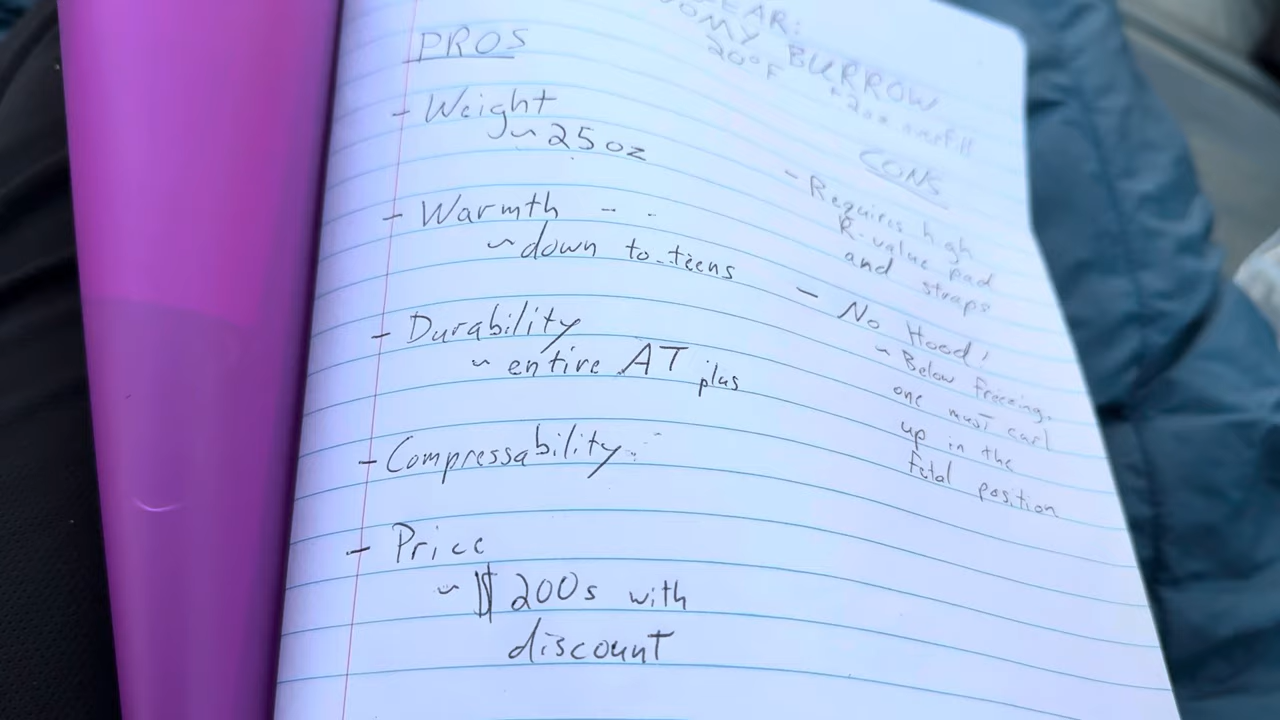 EAR:
OMY BURROW
20°F
+2oz overfill
PROS
- Weight
~ 25oz
- Warmth - -
~ down to teens
- Durability
~ entire AT plus
- Compressability:
- Price
~ $200s with
discount
CONS
- Requires high
R-value pad
and straps
- No Hood!
~ Below freezing,
one must curl
up in the
fetal position